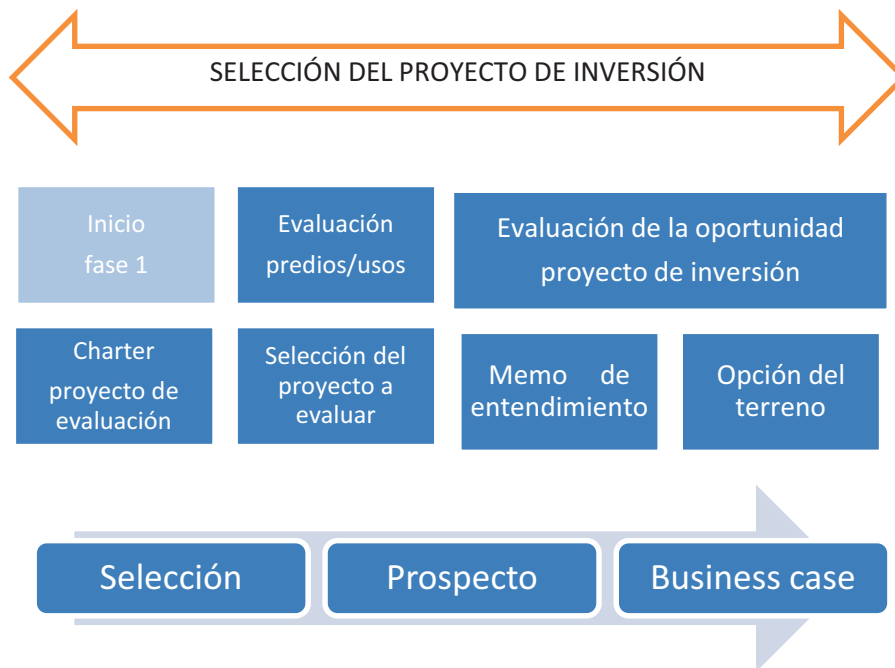 SELECCIÓN DEL PROYECTO DE INVERSIÓN
Inicio
fase 1
Evaluación
predios/usos
Evaluación de la oportunidad
proyecto de inversión
Charter
proyecto de
evaluación
Selección del
proyecto a
evaluar
Memo de
entendimiento
Opción del
terreno
Selección
Prospecto
Business case